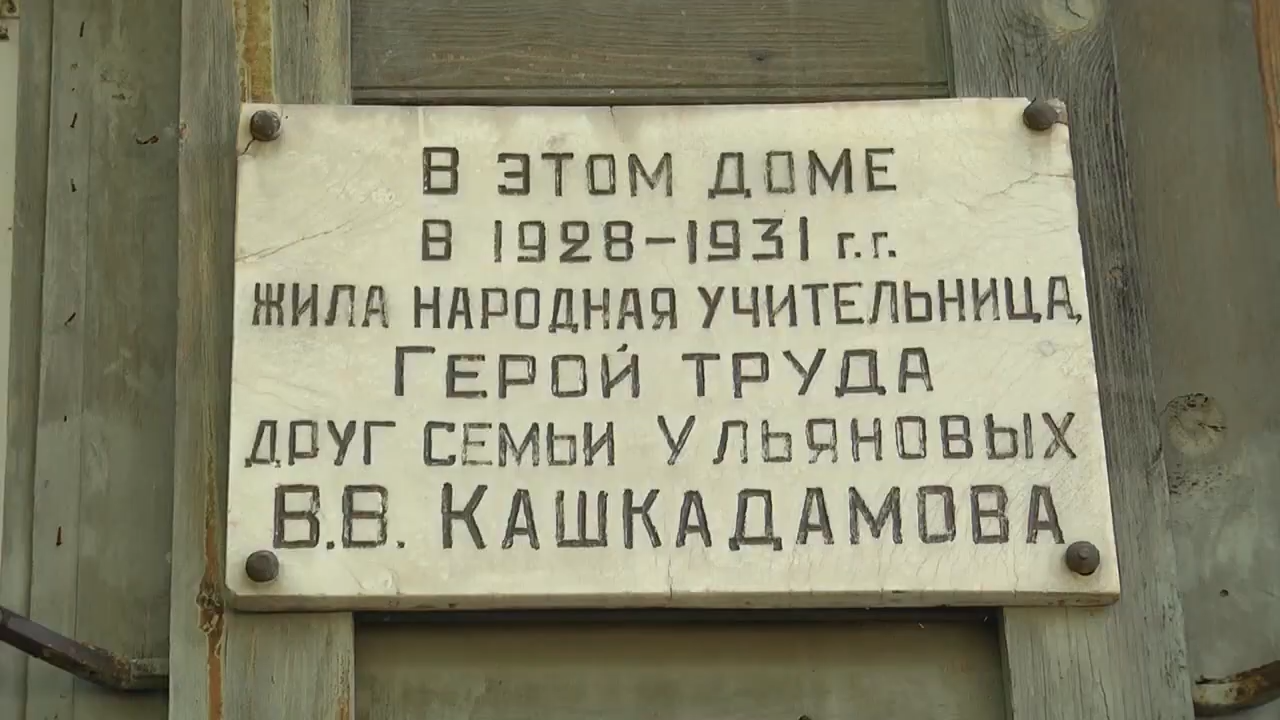 В ЭТОМ ДОМЕ
В 1928-1931 г.г.
ЖИЛА НАРОДНАЯ УЧИТЕЛЬНИЦА,
ГЕРОЙ ТРУДА
ДРУГ СЕМЬИ УЛЬЯНОВЫХ
В.В. КАШКАДАМОВА